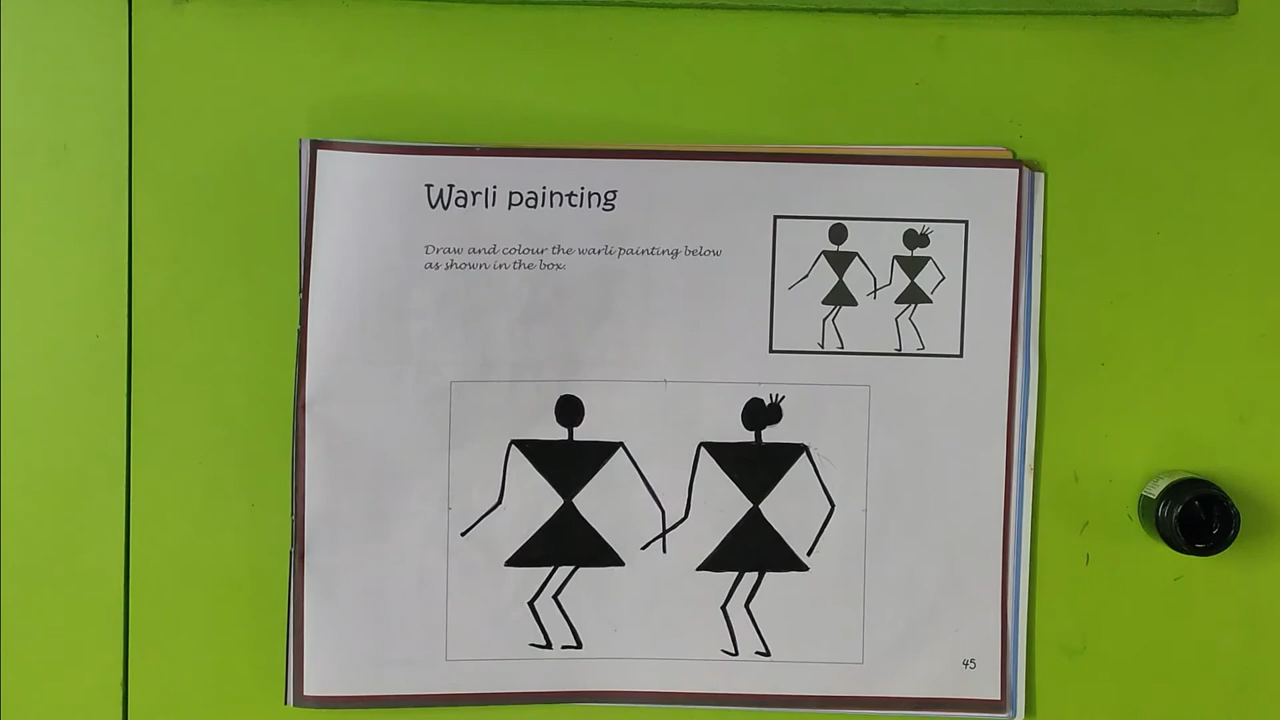 Warli painting
Draw and colour the warli painting below
as shown in the box.
45